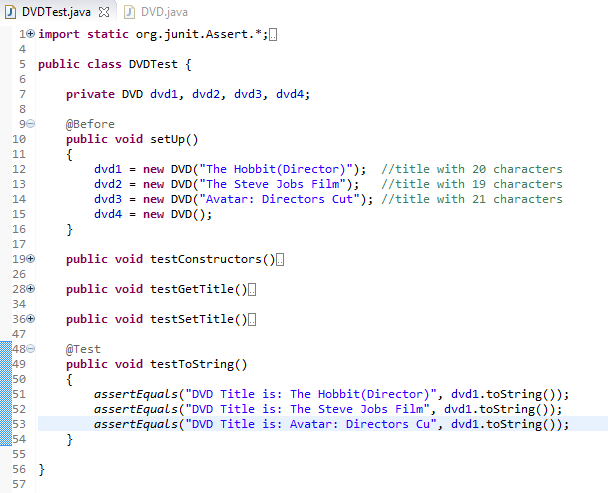 DVDTest.java DVD.java
1 import static org.junit.Assert.*;
4
5 public class DVDTest {
6
7 private DVD dvd1, dvd2, dvd3, dvd4;
8
9 @Before
10 public void setUp()
11 {
12 dvd1 = new DVD("The Hobbit(Director)"); //title with 20 characters
13 dvd2 = new DVD("The Steve Jobs Film"); //title with 19 characters
14 dvd3 = new DVD("Avatar: Directors Cut"); //title with 21 characters
15 dvd4 = new DVD();
16 }
17
19 public void testConstructors()
26
28 public void testGetTitle()
34
36 public void testSetTitle()
47
48 @Test
49 public void testToString()
50 {
51 assertEquals("DVD Title is: The Hobbit(Director)", dvd1.toString());
52 assertEquals("DVD Title is: The Steve Jobs Film", dvd1.toString());
53 assertEquals("DVD Title is: Avatar: Directors Cu", dvd1.toString());
54 }
55
56 }
57